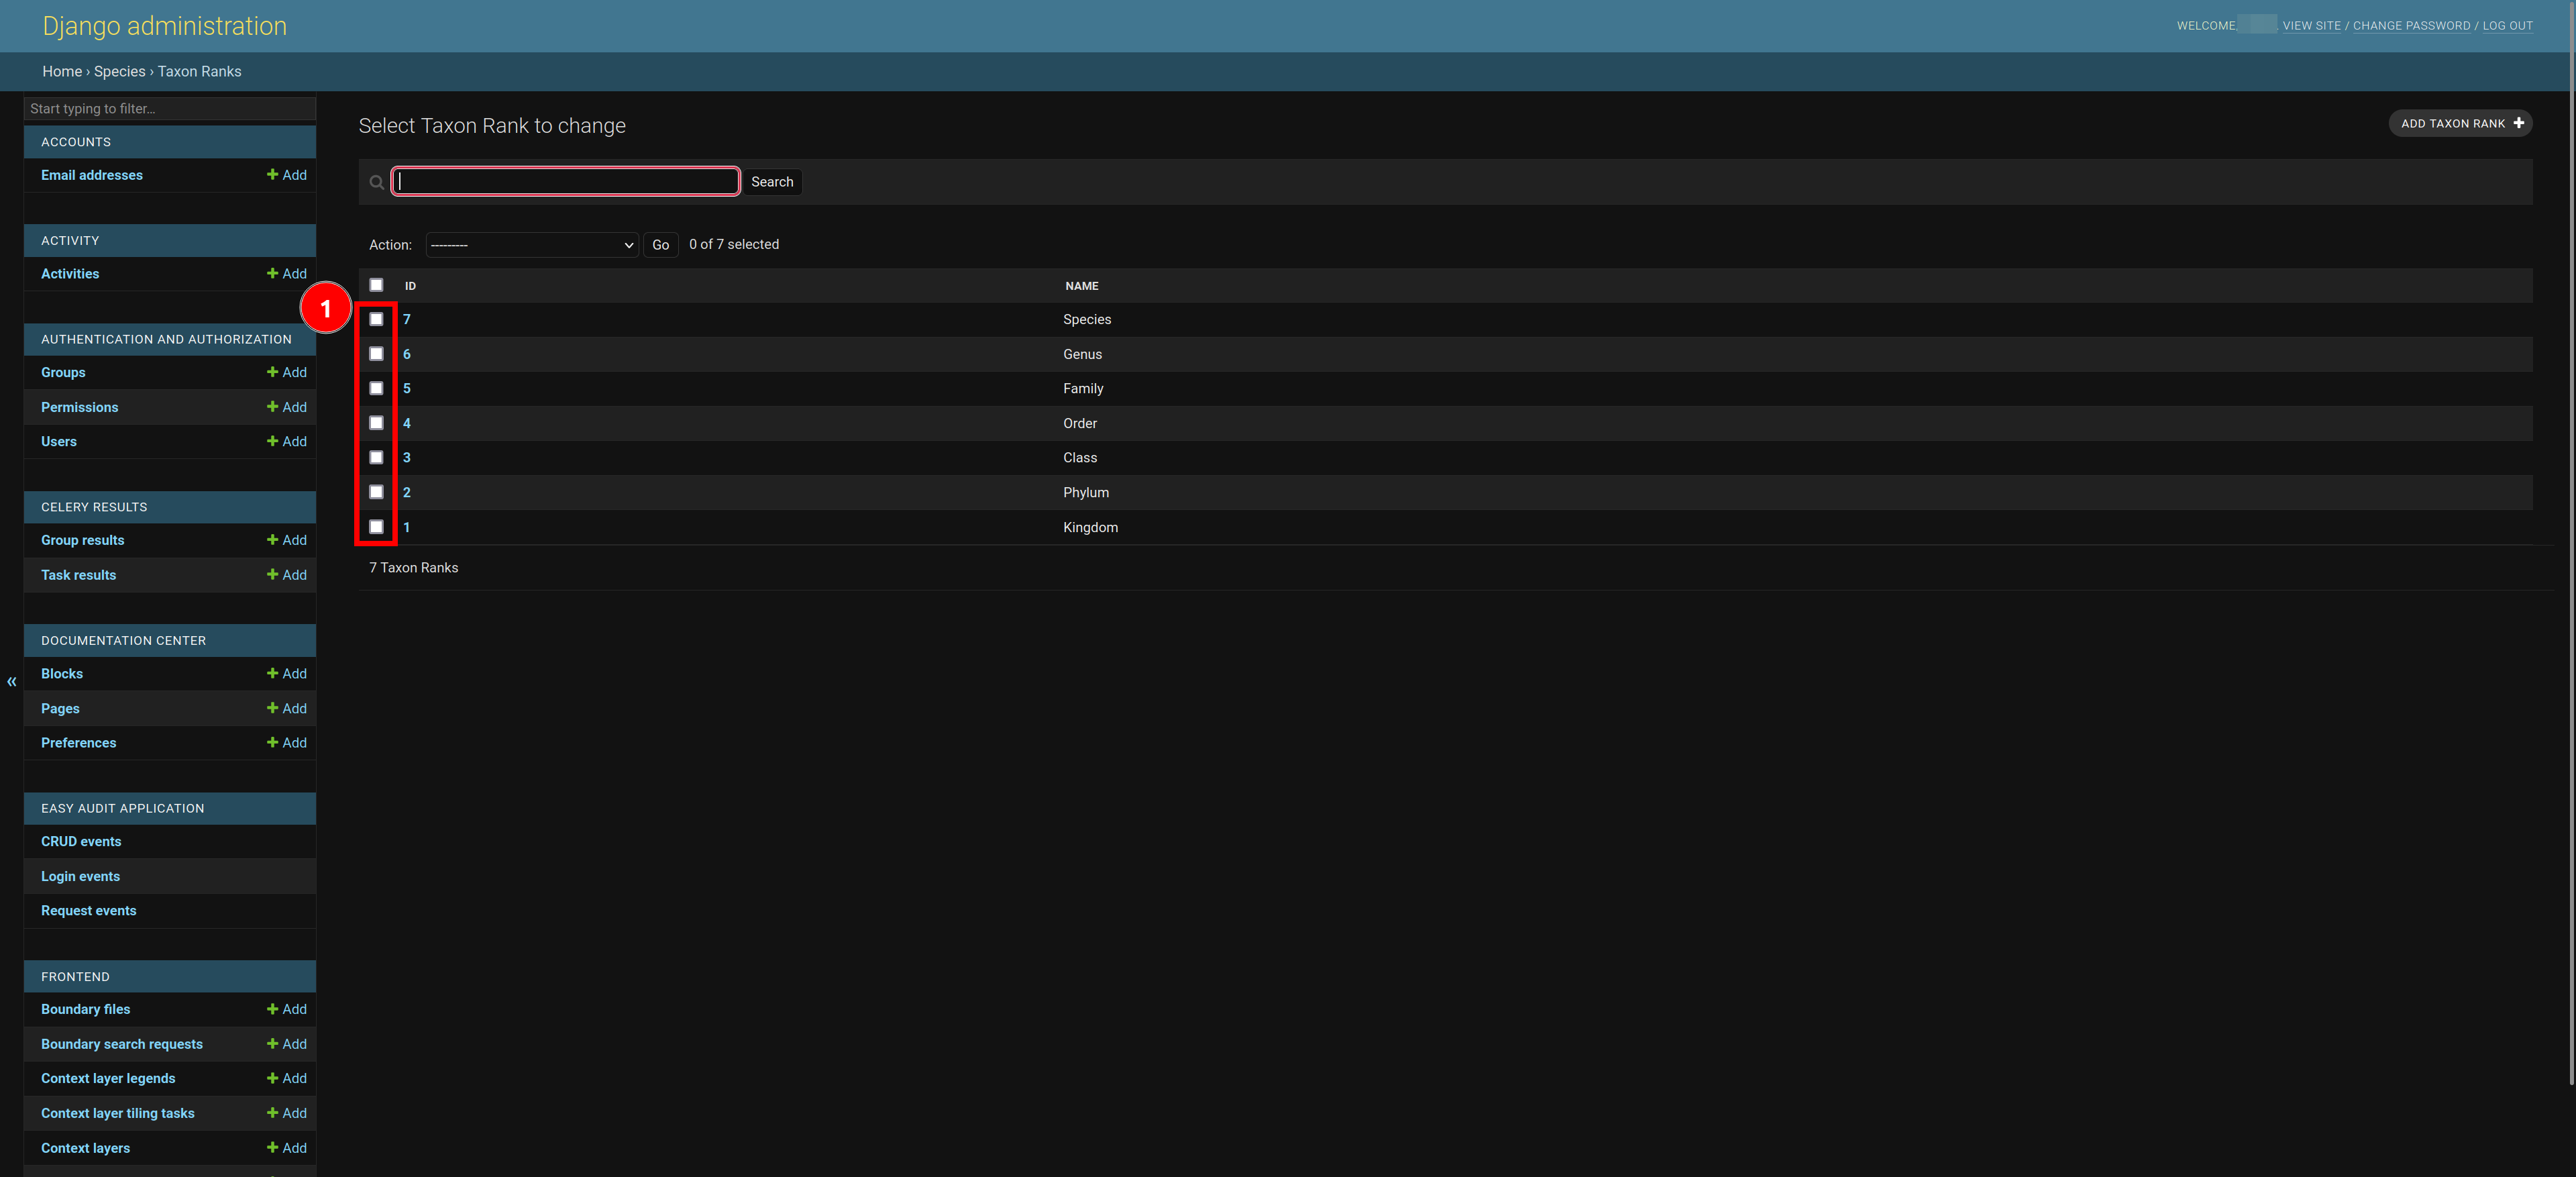 Django administration
WELCOME, VIEW SITE / CHANGE PASSWORD / LOG OUT
Home › Species › Taxon Ranks
Start typing to filter…
ACCOUNTS
Email addresses + Add
ACTIVITY
Activities + Add
AUTHENTICATION AND AUTHORIZATION
Groups + Add
Permissions + Add
Users + Add
CELERY RESULTS
Group results + Add
Task results + Add
DOCUMENTATION CENTER
Blocks + Add
Pages + Add
Preferences + Add
EASY AUDIT APPLICATION
CRUD events
Login events
Request events
FRONTEND
Boundary files + Add
Boundary search requests + Add
Context layer legends + Add
Context layer tiling tasks + Add
Context layers + Add
«
Select Taxon Rank to change
ADD TAXON RANK +
Search
Action: --------- Go 0 of 7 selected
ID NAME
1
7 Species
6 Genus
5 Family
4 Order
3 Class
2 Phylum
1 Kingdom
7 Taxon Ranks